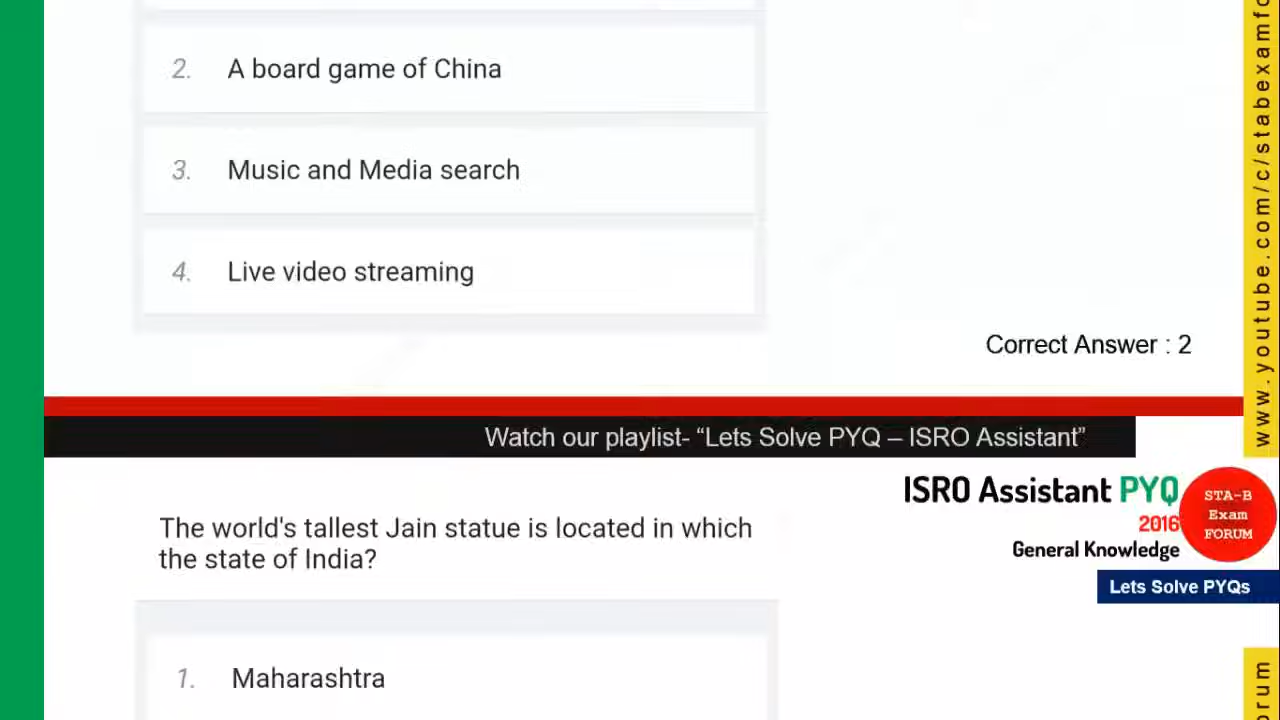 2. A board game of China
3. Music and Media search
4. Live video streaming
Correct Answer : 2
Watch our playlist- “Lets Solve PYQ – ISRO Assistant”
ISRO Assistant PYQ
2016
General Knowledge
STA-B
Exam
FORUM
Lets Solve PYQs
The world's tallest Jain statue is located in which
the state of India?
1. Maharashtra
www.youtube.com/c/stabexamfo
orum